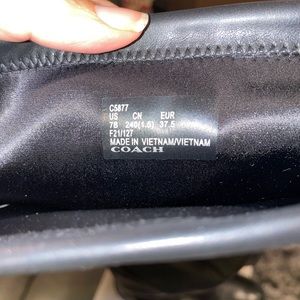 C5877
US CN EUR
7B 240(1.5) 37.5
F21/127
MADE IN VIETNAM/VIETNAM
COACH